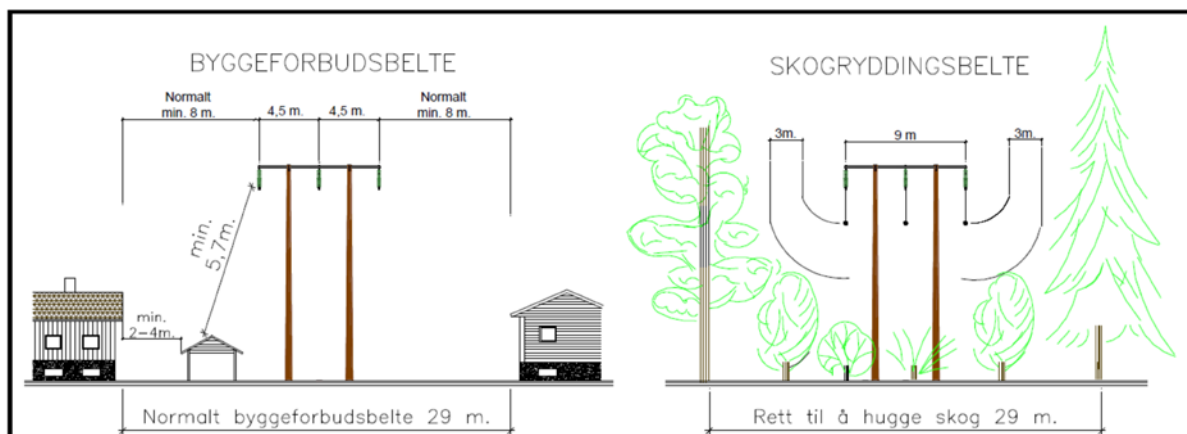 BYGGEFORBUDSBELTE
Normalt
min. 8 m.
4,5 m.
4,5 m.
Normalt
min. 8 m.
min.
5,7m.
min.
2-4m.
Normalt byggeforbudsbelte 29 m.
SKOGRYDDINGSBELTE
3m.
9 m
3m.
Rett til å hugge skog 29 m.